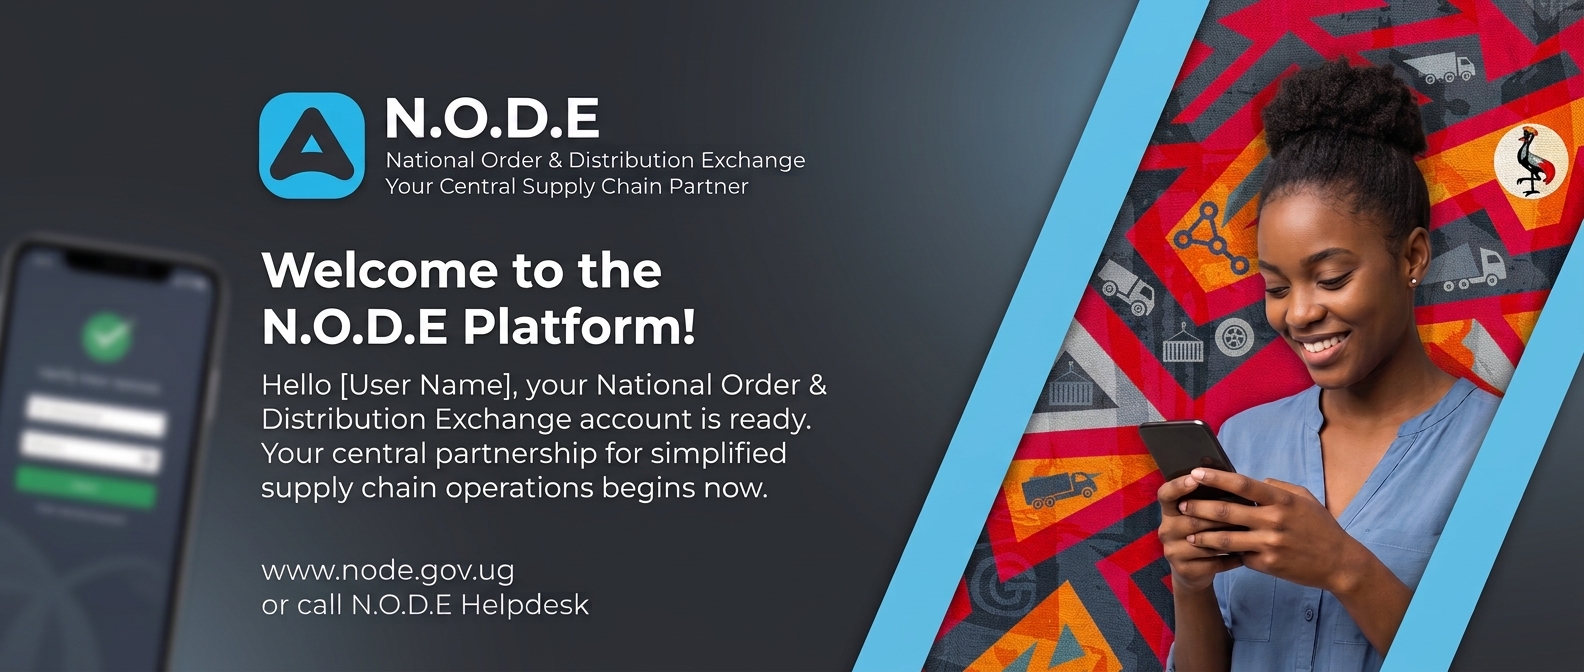 N.O.D.E
National Order & Distribution Exchange
Your Central Supply Chain Partner
Welcome to the
N.O.D.E Platform!
Hello [User Name], your National Order &
Distribution Exchange account is ready.
Your central partnership for simplified
supply chain operations begins now.
www.node.gov.ug
or call N.O.D.E Helpdesk